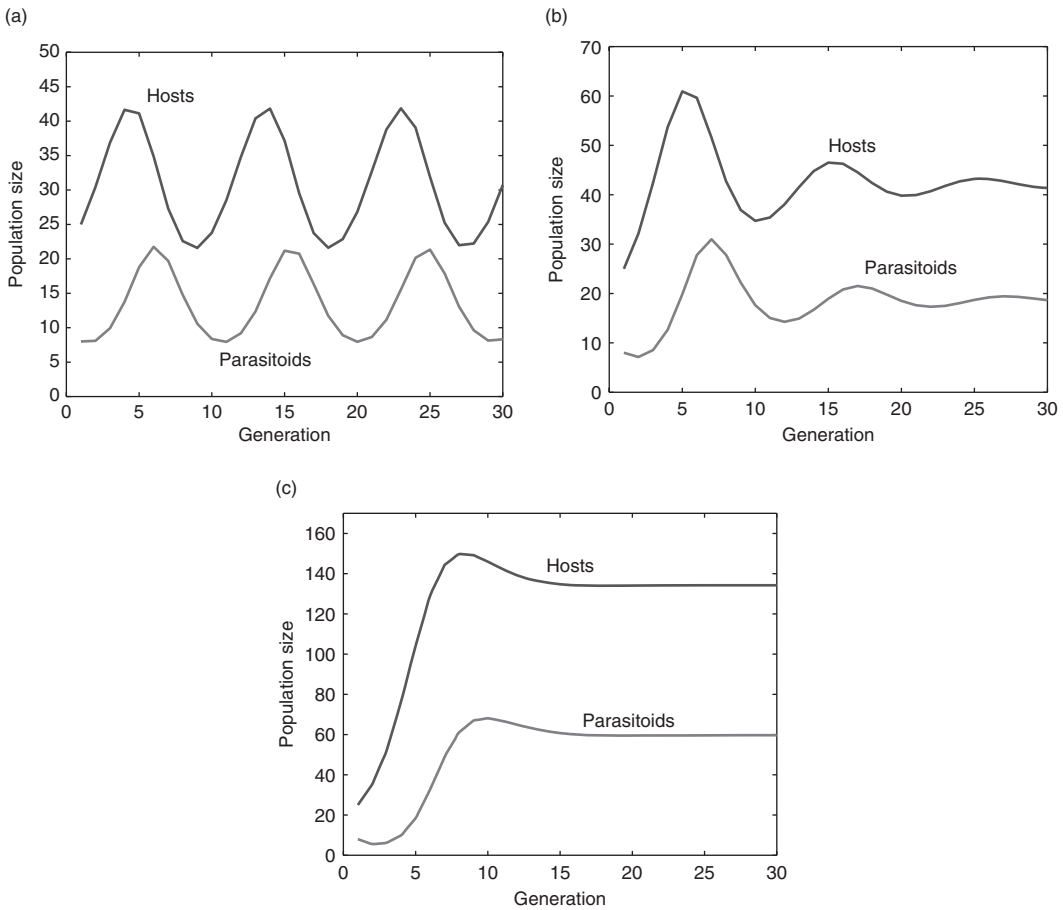 (a)
50
45
40
35
30
25
20
15
10
5
0
Population size
Hosts
Parasitoids
0 5 10 15 20 25 30
Generation
(b)
70
60
50
40
30
20
10
0
Population size
Hosts
Parasitoids
0 5 10 15 20 25 30
Generation
(c)
160
140
120
100
80
60
40
20
0
Population size
Hosts
Parasitoids
0 5 10 15 20 25 30
Generation